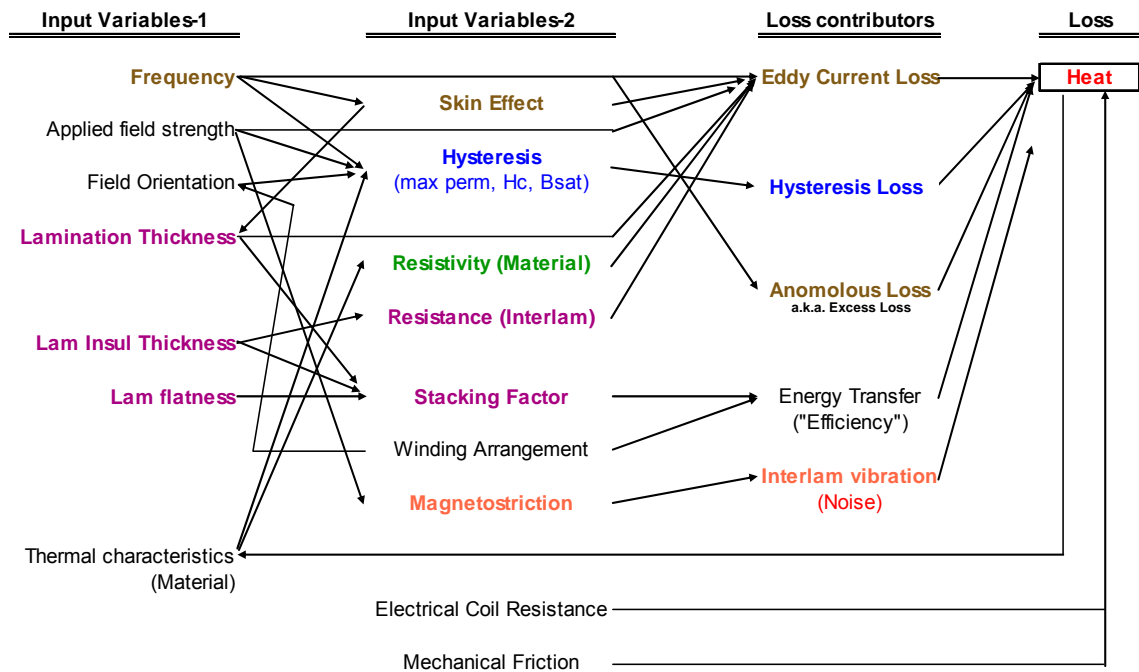 Input Variables-1 Input Variables-2 Loss contributors Loss
Frequency Eddy Current Loss Heat
Skin Effect
Applied field strength
Hysteresis
Field Orientation (max perm, Hc, Bsat) Hysteresis Loss
Lamination Thickness
Resistivity (Material)
Anomolous Loss
a.k.a. Excess Loss
Resistance (Interlam)
Lam Insul Thickness
Lam flatness Stacking Factor Energy Transfer
("Efficiency")
Winding Arrangement
Interlam vibration
Magnetostriction (Noise)
Thermal characteristics
(Material)
Electrical Coil Resistance
Mechanical Friction